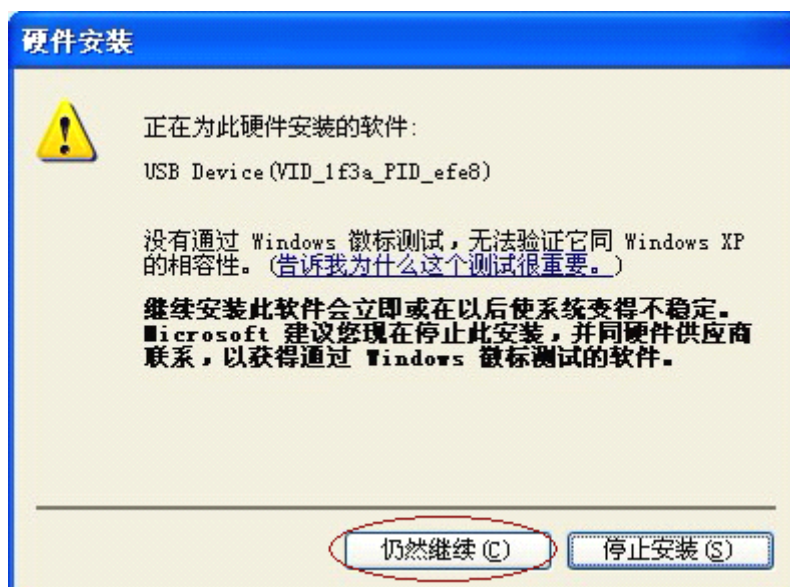 硬件安装
正在为此硬件安装的软件:
USB Device(VID_1f3a_PID_efe8)
没有通过 Windows 徽标测试，无法验证它同 Windows XP
的相容性。(告诉我为什么这个测试很重要。)
继续安装此软件会立即或在以后使系统变得不稳定。
Microsoft 建议您现在停止此安装，并同硬件供应商
联系，以获得通过 Windows 徽标测试的软件。
仍然继续(C)
停止安装(S)